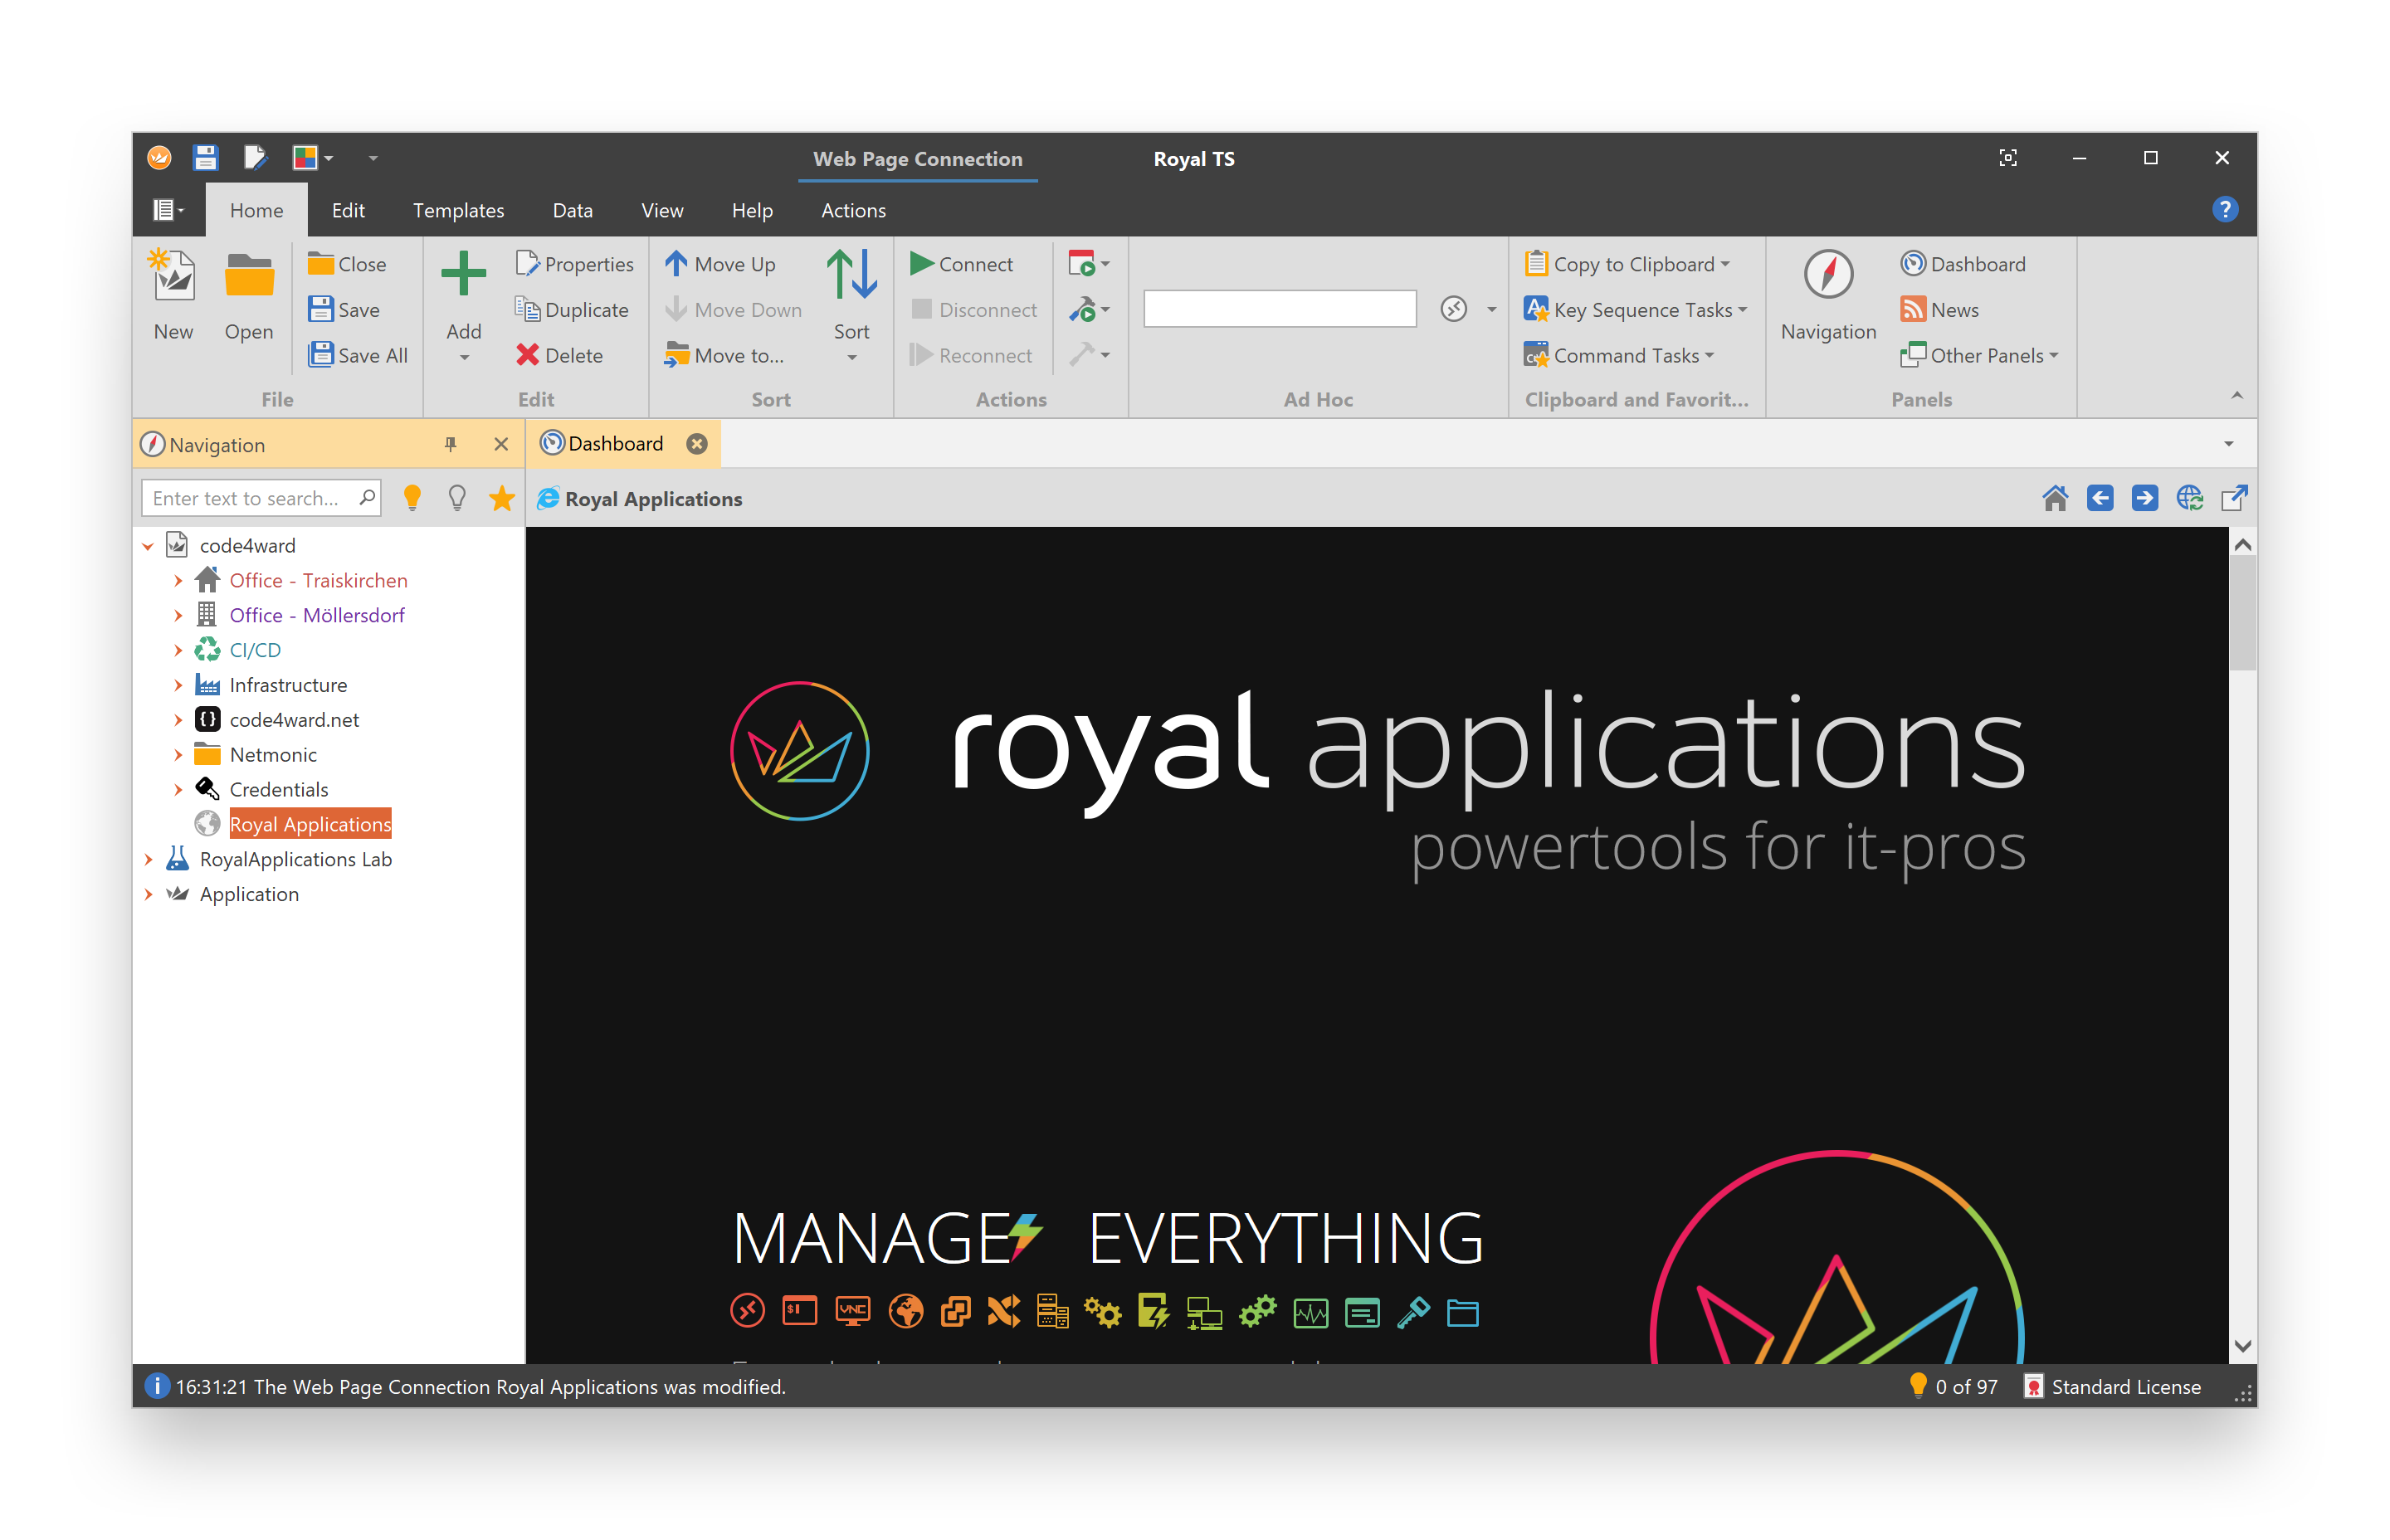 Web Page Connection
Royal TS
Home Edit Templates Data View Help Actions
New
Open
Close
Save
Save All
File
Add
Properties
Duplicate
Delete
Edit
Move Up
Move Down
Move to...
Sort
Sort
Connect
Disconnect
Reconnect
Actions
Ad Hoc
Copy to Clipboard
Key Sequence Tasks
Command Tasks
Clipboard and Favorit...
Navigation
Dashboard
News
Other Panels
Panels
Navigation
Dashboard
Enter text to search...
Royal Applications
code4ward
Office - Traiskirchen
Office - Möllersdorf
CI/CD
Infrastructure
code4ward.net
Netmonic
Credentials
Royal Applications
RoyalApplications Lab
Application
royal applications
powertools for it-pros
MANAGE EVERYTHING
$
VNC
16:31:21 The Web Page Connection Royal Applications was modified.
0 of 97
Standard License